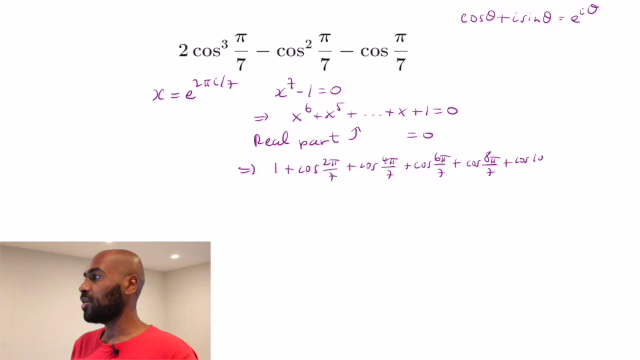 cosθ + i sinθ = e^{iθ}
2 cos³ π/7 − cos² π/7 − cos π/7
x = e^{2πi/7} x⁷ − 1 = 0
⇒ x⁶ + x⁵ + ... + x + 1 = 0
Real part ↑ = 0
⇒ 1 + cos 2π/7 + cos 4π/7 + cos 6π/7 + cos 8π/7 + cos 10